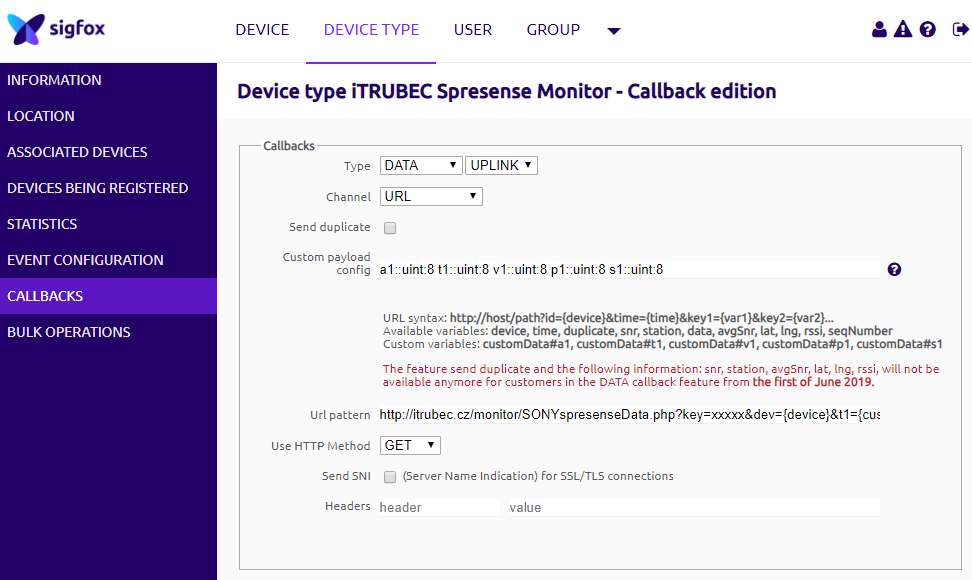 sigfox
DEVICE DEVICE TYPE USER GROUP
INFORMATION
LOCATION
ASSOCIATED DEVICES
DEVICES BEING REGISTERED
STATISTICS
EVENT CONFIGURATION
CALLBACKS
BULK OPERATIONS
Device type iTRUBEC Spresense Monitor - Callback edition
Callbacks
Type DATA UPLINK
Channel URL
Send duplicate
Custom payload
config a1::uint:8 t1::uint:8 v1::uint:8 p1::uint:8 s1::uint:8
URL syntax: http://host/path?id={device}&time={time}&key1={var1}&key2={var2}...
Available variables: device, time, duplicate, snr, station, data, avgSnr, lat, lng, rssi, seqNumber
Custom variables: customData#a1, customData#t1, customData#v1, customData#p1, customData#s1
The feature send duplicate and the following information: snr, station, avgSnr, lat, lng, rssi, will not be
available anymore for customers in the DATA callback feature from the first of June 2019.
Url pattern http://itrubec.cz/monitor/SONYspresenseData.php?key=xxxxx&dev={device}&t1={cus
Use HTTP Method GET
Send SNI (Server Name Indication) for SSL/TLS connections
Headers header value